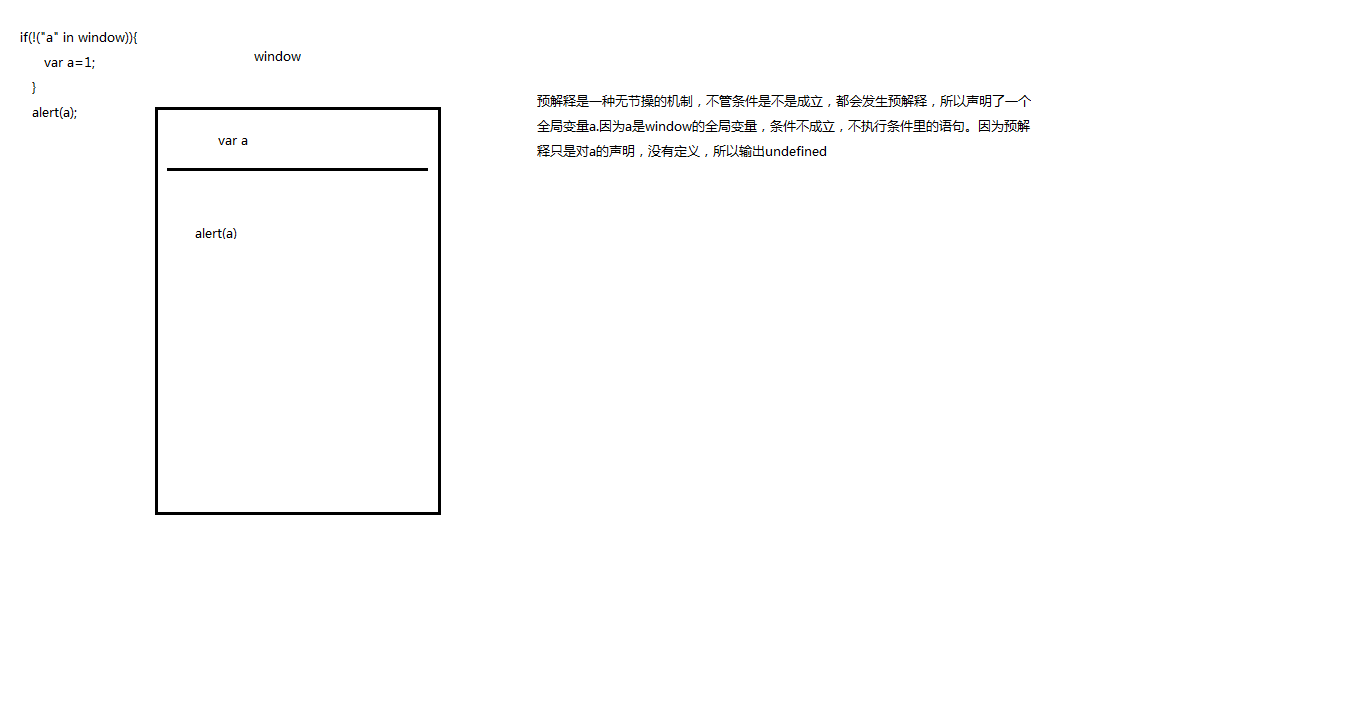 if(!("a" in window)){
var a=1;
}
alert(a);
window
var a
alert(a)
预解释是一种无节操的机制，不管条件是不是成立，都会发生预解释，所以声明了一个
全局变量a.因为a是window的全局变量，条件不成立，不执行条件里的语句。因为预解
释只是对a的声明，没有定义，所以输出undefined